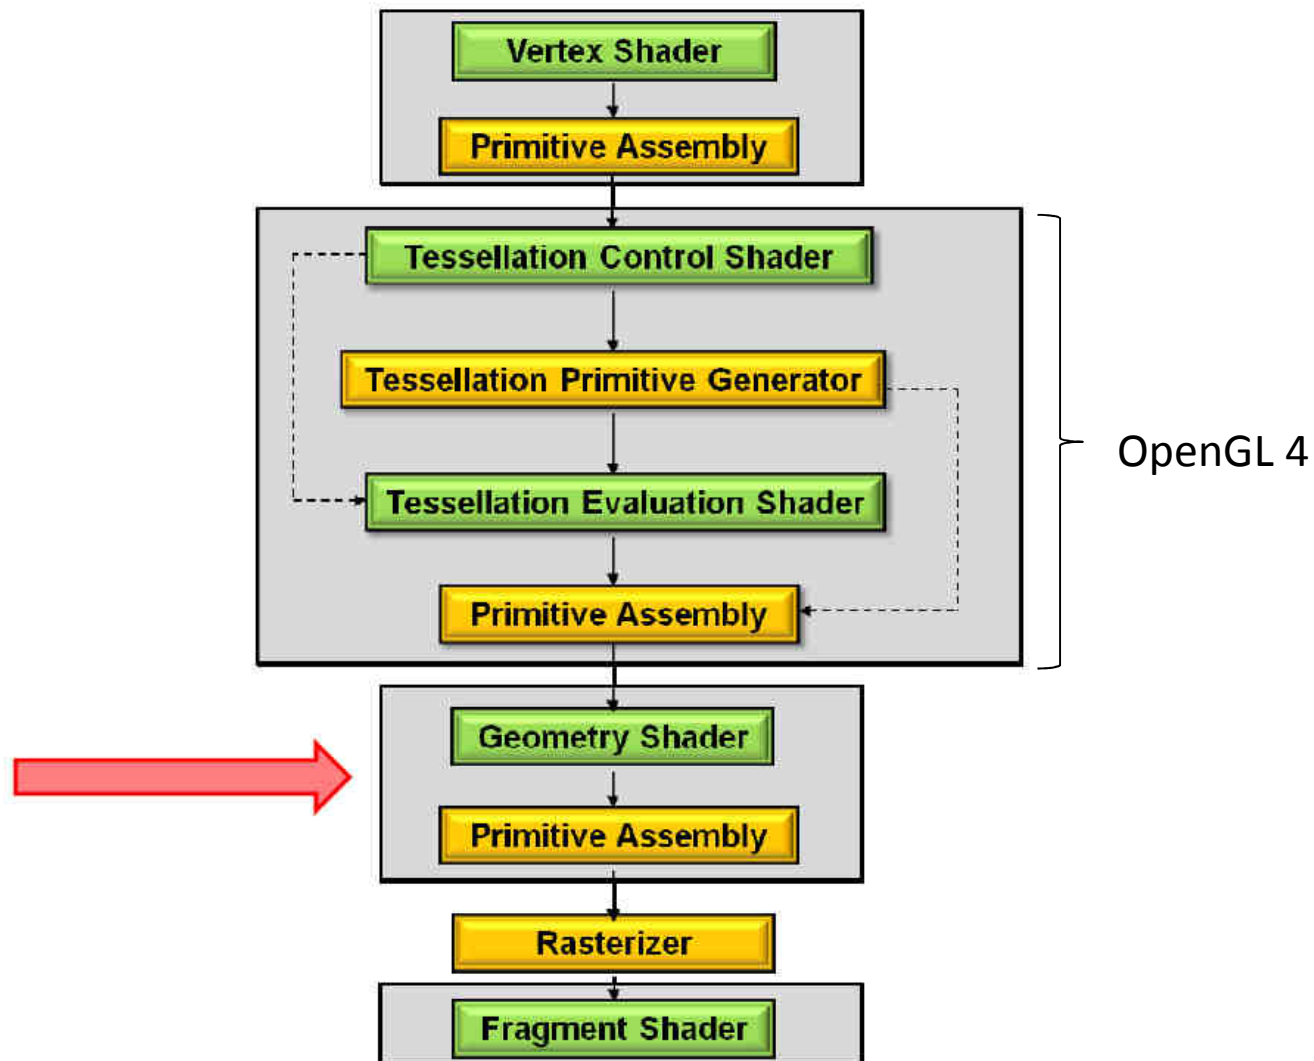 Vertex Shader
Primitive Assembly
Tessellation Control Shader
Tessellation Primitive Generator
OpenGL 4
Tessellation Evaluation Shader
Primitive Assembly
Geometry Shader
Primitive Assembly
Rasterizer
Fragment Shader